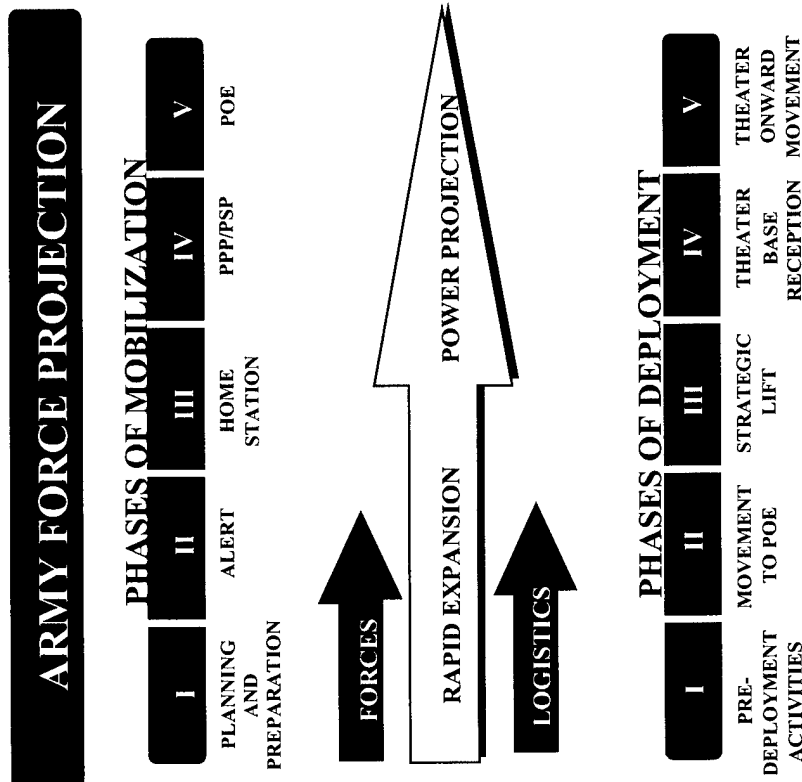 ARMY FORCE PROJECTION
PHASES OF MOBILIZATION
I
II
III
IV
V
PLANNING
AND
PREPARATION
ALERT
HOME
STATION
PPP/PSP
POE
FORCES
RAPID EXPANSION
POWER PROJECTION
LOGISTICS
PHASES OF DEPLOYMENT
I
II
III
IV
V
PRE-
DEPLOYMENT
ACTIVITIES
MOVEMENT
TO POE
STRATEGIC
LIFT
THEATER
BASE
RECEPTION
THEATER
ONWARD
MOVEMENT